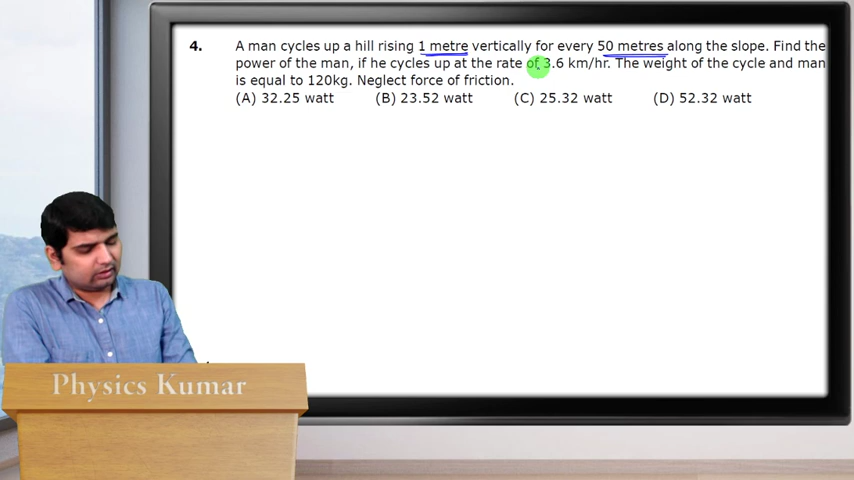 4. A man cycles up a hill rising 1 metre vertically for every 50 metres along the slope. Find the
power of the man, if he cycles up at the rate of 3.6 km/hr. The weight of the cycle and man
is equal to 120kg. Neglect force of friction.
(A) 32.25 watt (B) 23.52 watt (C) 25.32 watt (D) 52.32 watt
Physics Kumar